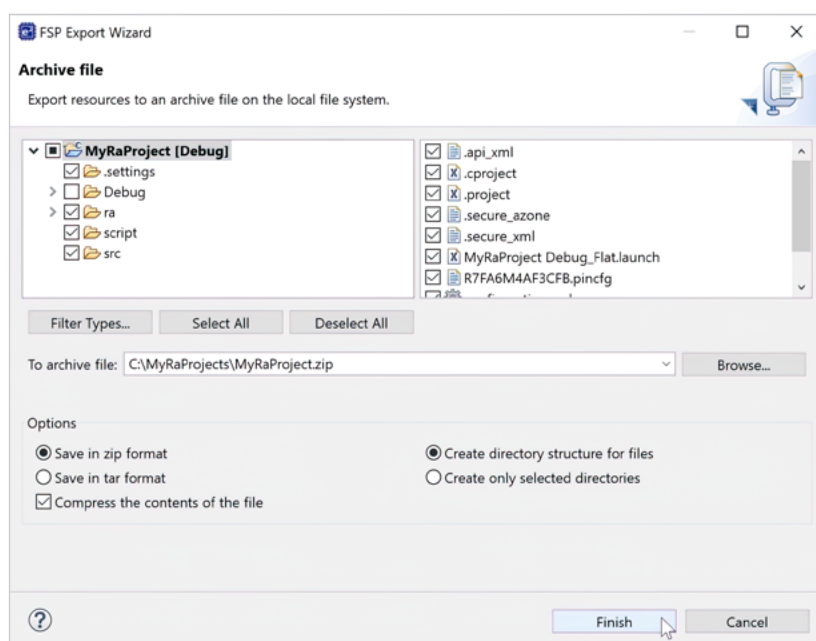 FSP Export Wizard
Archive file
Export resources to an archive file on the local file system.
MyRaProject [Debug]
.settings
Debug
ra
script
src
.api_xml
.cproject
.project
.secure_azone
.secure_xml
MyRaProject Debug_Flat.launch
R7FA6M4AF3CFB.pincfg
Filter Types...
Select All
Deselect All
To archive file:
C:\MyRaProjects\MyRaProject.zip
Browse...
Options
Save in zip format
Create directory structure for files
Save in tar format
Create only selected directories
Compress the contents of the file
?
Finish
Cancel